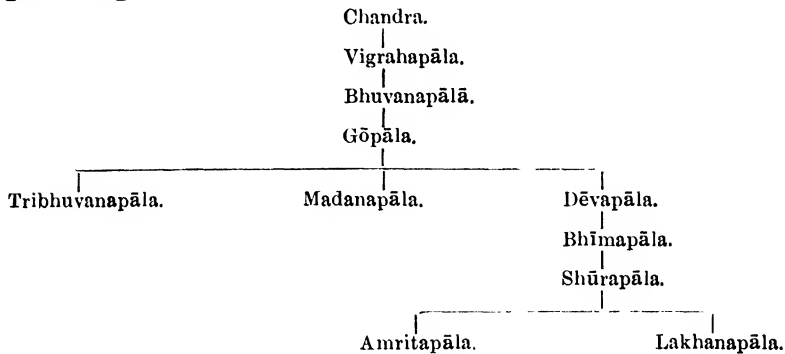 Chandra.
Vigrahapāla.
Bhuvanapālā.
Gōpāla.
Tribhuvanapāla. Madanapāla. Dēvapāla.
Bhīmapāla.
Shūrapāla.
Amritapāla. Lakhanapāla.